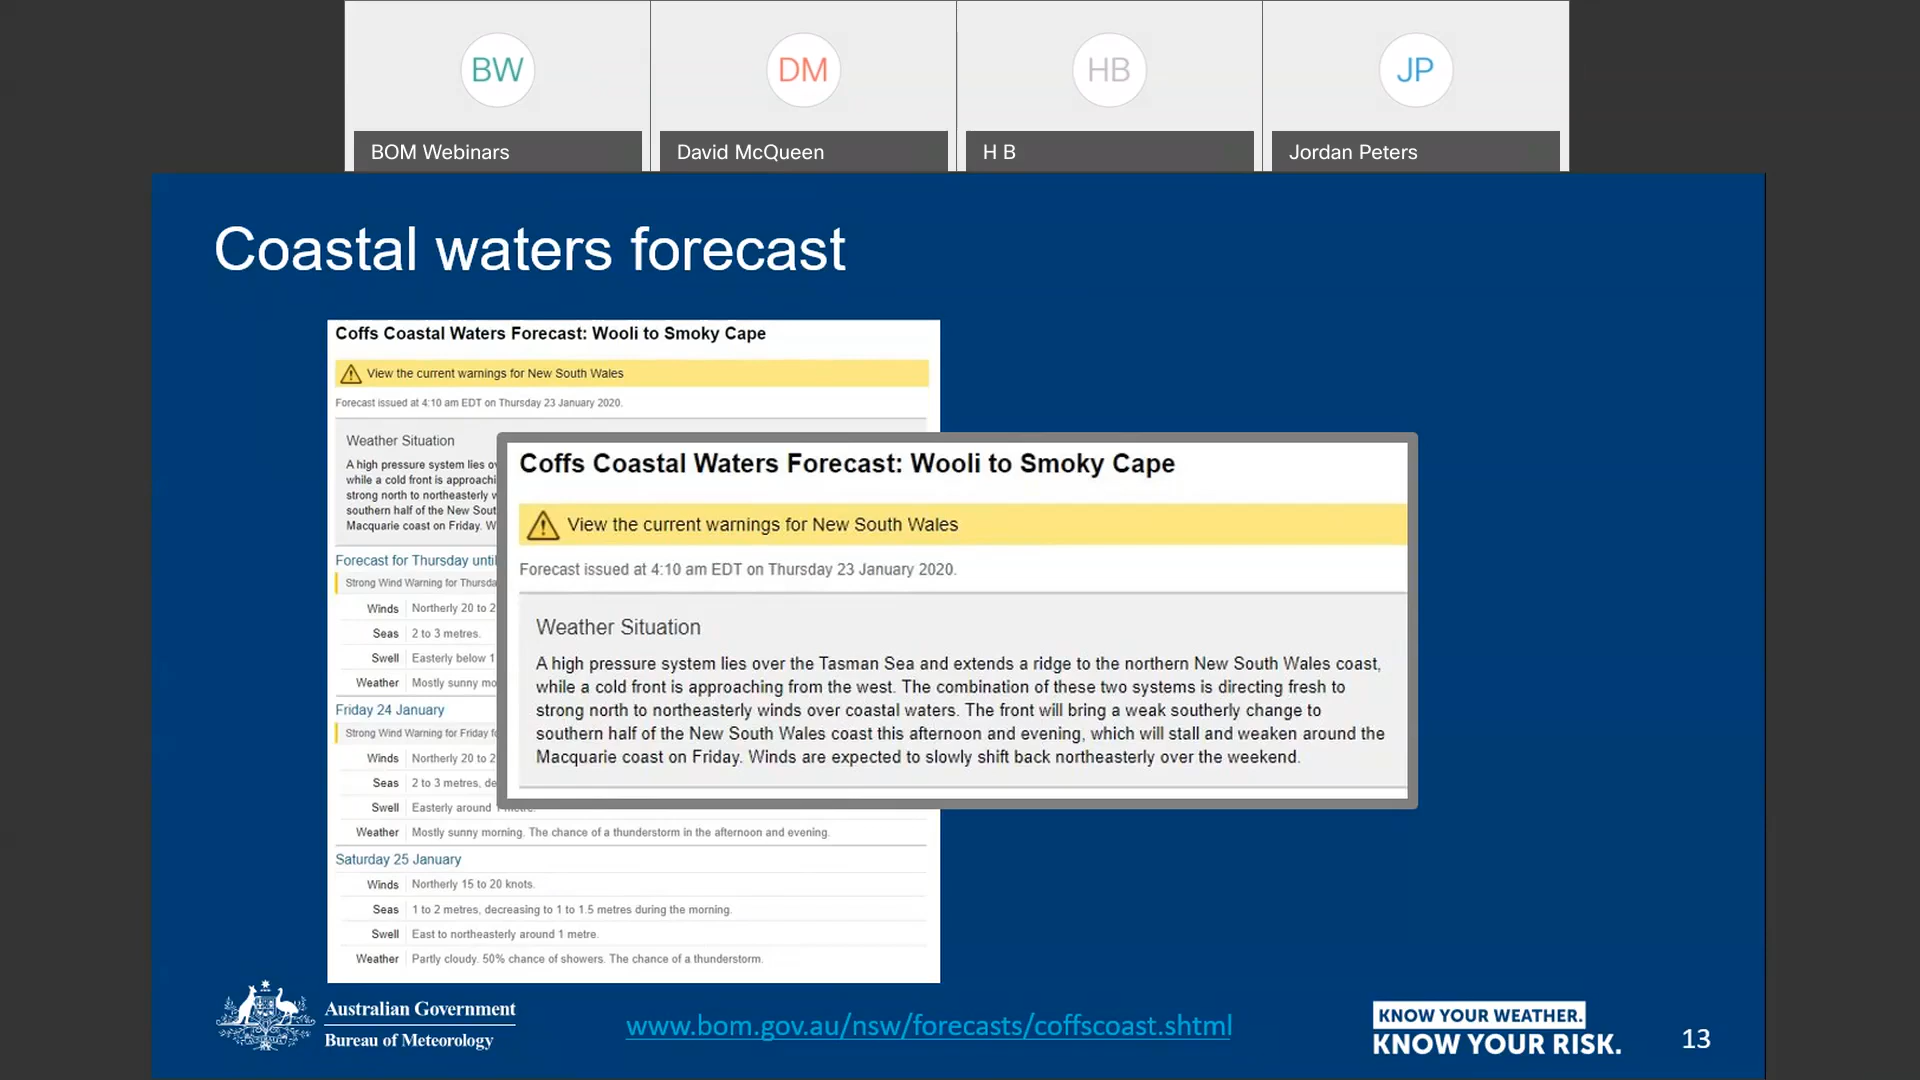 BW
DM
HB
JP
BOM Webinars
David McQueen
H B
Jordan Peters
Coastal waters forecast
Coffs Coastal Waters Forecast: Wooli to Smoky Cape
View the current warnings for New South Wales
Forecast issued at 4:10 am EDT on Thursday 23 January 2020.
Weather Situation
A high pressure system lies
while a cold front is
strong north to northeasterly
southern half of the New
Macquarie coast on Friday.
Forecast for Thursday
Strong Wind Warning for
Winds Northerly 20 to
Seas 2 to 3 metres.
Swell Easterly below 1
Weather Mostly sunny
Friday 24 January
Strong Wind Warning for Friday
Winds Northerly 20 to
Seas 2 to 3 metres,
Swell Easterly around
Weather Mostly sunny morning. The chance of a thunderstorm in the afternoon and evening.
Saturday 25 January
Winds Northerly 15 to 20 knots.
Seas 1 to 2 metres, decreasing to 1 to 1.5 metres during the morning.
Swell East to northeasterly around 1 metre.
Weather Partly cloudy. 50% chance of showers. The chance of a thunderstorm.
Coffs Coastal Waters Forecast: Wooli to Smoky Cape
View the current warnings for New South Wales
Forecast issued at 4:10 am EDT on Thursday 23 January 2020.
Weather Situation
A high pressure system lies over the Tasman Sea and extends a ridge to the northern New South Wales coast,
while a cold front is approaching from the west. The combination of these two systems is directing fresh to
strong north to northeasterly winds over coastal waters. The front will bring a weak southerly change to
southern half of the New South Wales coast this afternoon and evening, which will stall and weaken around the
Macquarie coast on Friday. Winds are expected to slowly shift back northeasterly over the weekend.
Australian Government
Bureau of Meteorology
www.bom.gov.au/nsw/forecasts/coffscoast.shtml
KNOW YOUR WEATHER.
KNOW YOUR RISK.
13